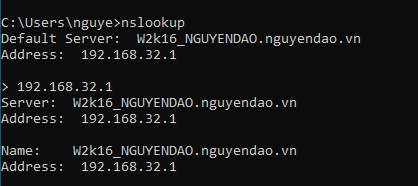 C:\Users\nguye>nslookup
Default Server:  W2k16_NGUYENDAO.nguyendao.vn
Address:  192.168.32.1

> 192.168.32.1
Server:  W2k16_NGUYENDAO.nguyendao.vn
Address:  192.168.32.1

Name:    W2k16_NGUYENDAO.nguyendao.vn
Address:  192.168.32.1